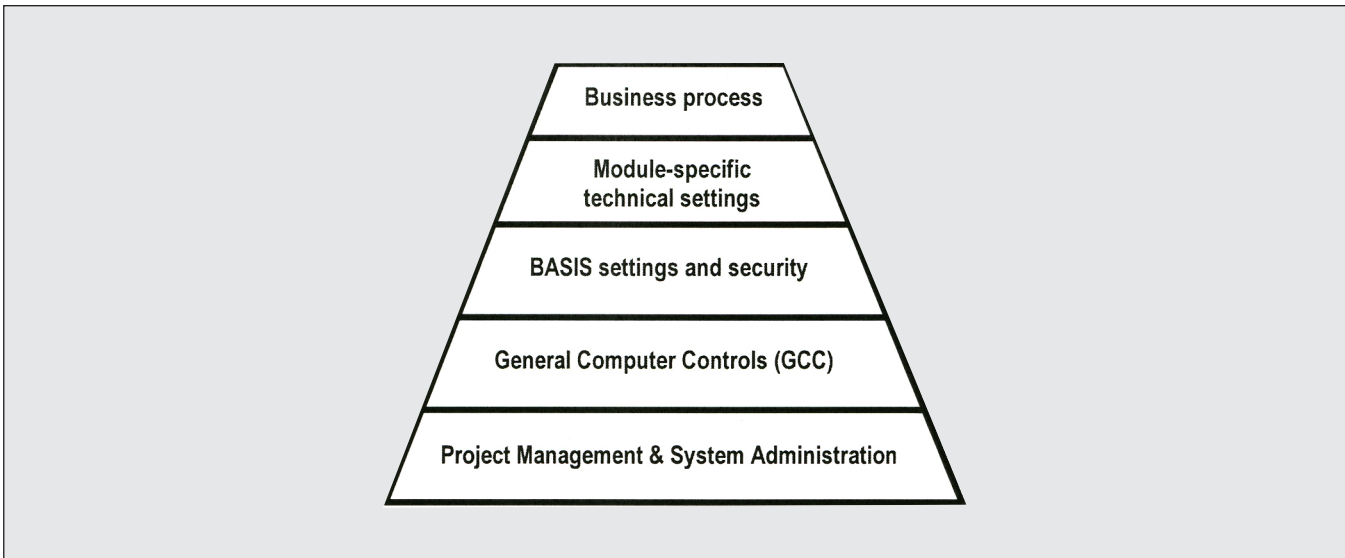 Business process
Module-specific
technical settings
BASIS settings and security
General Computer Controls (GCC)
Project Management & System Administration